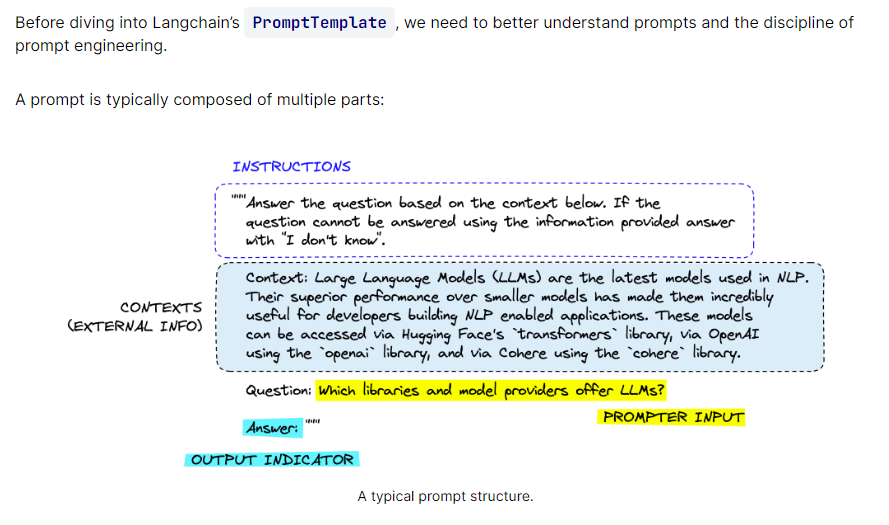 Before diving into Langchain’s PromptTemplate , we need to better understand prompts and the discipline of
prompt engineering.
A prompt is typically composed of multiple parts:
INSTRUCTIONS
"""Answer the question based on the context below. If the
question cannot be answered using the information provided answer
with "I don't know".
CONTEXTS
(EXTERNAL INFO)
Context: Large Language Models (LLMs) are the latest models used in NLP.
Their superior performance over smaller models has made them incredibly
useful for developers building NLP enabled applications. These models
can be accessed via Hugging Face's `transformers` library, via OpenAI
using the `openai` library, and via Cohere using the `cohere` library.
Question: Which libraries and model providers offer LLMs?
PROMPTER INPUT
Answer: """
OUTPUT INDICATOR
A typical prompt structure.